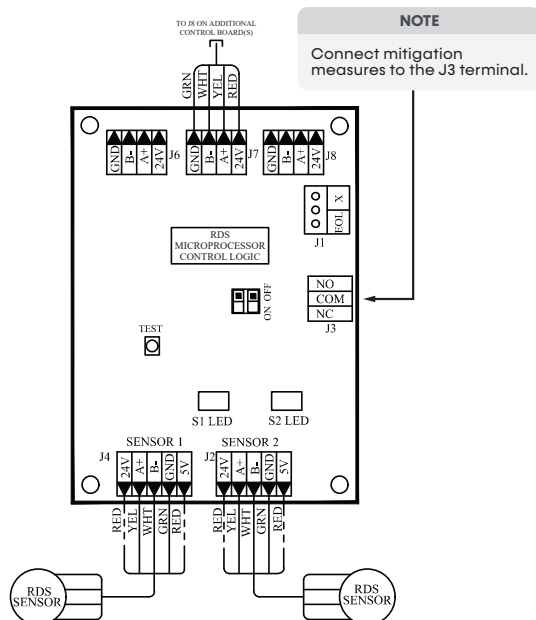 TO J8 ON ADDITIONAL
CONTROL BOARD(S)
NOTE
Connect mitigation
measures to the J3 terminal.
GRN
WHT
YEL
RED
GND
B-
A+
24V
J6
GND
B-
A+
24V
J7
GND
B-
A+
24V
J8
X
EOL
J1
RDS
MICROPROCESSOR
CONTROL LOGIC
ON OFF
NO
COM
NC
J3
TEST
S1 LED
S2 LED
SENSOR 1
J4
24V
A+
B-
GND
5V
SENSOR 2
J2
24V
A+
B-
GND
5V
RED
YEL
WHT
GRN
RED
RED
YEL
WHT
GRN
RED
RDS
SENSOR
RDS
SENSOR